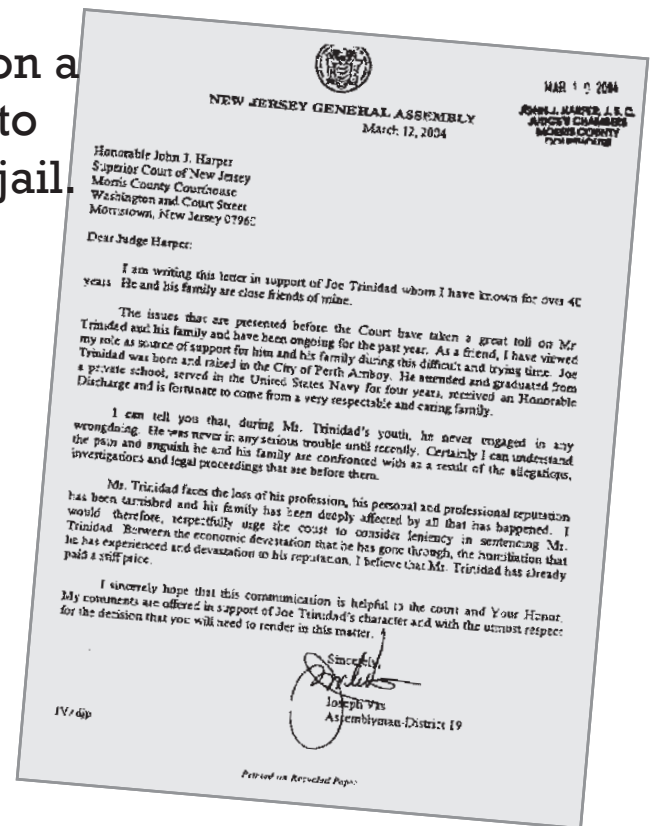 on a
to
jail.
MAR 1 9 2004
JOHN J. HARPER, J. S. C.
JUDGE'S CHAMBERS
MORRIS COUNTY
COURTHOUSE
NEW JERSEY GENERAL ASSEMBLY
March 12, 2004
Honorable John J. Harper
Superior Court of New Jersey
Morris County Courthouse
Washington and Court Street
Morristown, New Jersey
Dear Judge Harper:
I am writing this letter in support of Joe Trinidad whom I have known for over 40
years. He and his family are close friends of mine.
The issues that are presented before the Court have taken a great toll on Mr
Trinidad and his family and have been ongoing for the past year. As a friend, I have viewed
my role as source of support for him and his family during this difficult and trying time. Joe
Trinidad was born and raised in the City of Perth Amboy. He attended and graduated from
a private school, served in the United States Navy for four years, received an Honorable
Discharge and is fortunate to come from a very respectable and caring family.
I can tell you that, during Mr. Trinidad's youth, he never engaged in any
wrongdoing. He was never in any serious trouble until recently. Certainly I can understand
the pain and anguish he and his family are confronted with as a result of the allegations,
investigations and legal proceedings that are before them.
Mr. Trinidad faces the loss of his profession, his personal and professional reputation
has been tarnished and his family has been deeply affected by all that has happened. I
would therefore, respectfully urge the court to consider leniency in sentencing Mr.
Trinidad. Between the economic devastation that he has gone through, the humiliation that
he has experienced and devastation to his reputation, I believe that Mr. Trinidad has already
paid a stiff price.
I sincerely hope that this communication is helpful to the court and Your Honor.
My comments are offered in support of Joe Trinidad's character and with the utmost respect
for the decision that you will need to render in this matter.
Sincerely,
Joseph Vas
Assemblyman-District 19
JV/djp
Printed on Recycled Paper